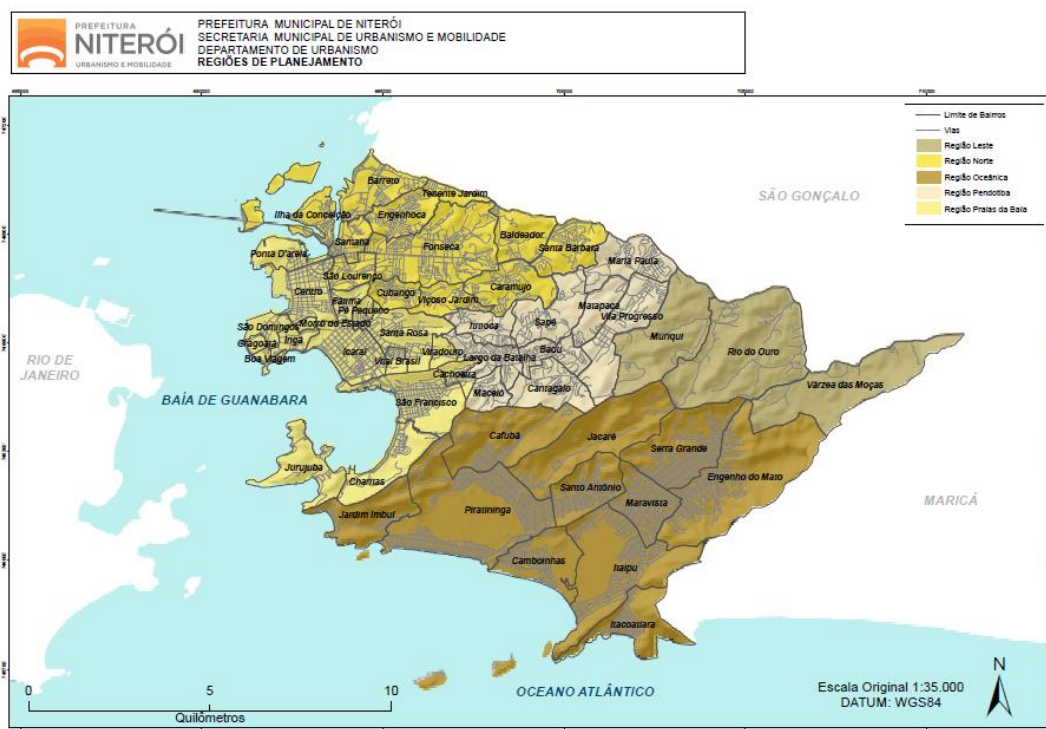 PREFEITURA
NITERÓI
URBANISMO E MOBILIDADE
PREFEITURA MUNICIPAL DE NITERÓI
SECRETARIA MUNICIPAL DE URBANISMO E MOBILIDADE
DEPARTAMENTO DE URBANISMO
REGIÕES DE PLANEJAMENTO
Limite de Bairros
Vias
Região Leste
Região Norte
Região Oceânica
Região Pendotiba
Região Praias da Baía
SÃO GONÇALO
Barreto
Tenente Jardim
Ilha da Conceição
Engenhoca
Santana
Fonseca
Baldeador
Santa Bárbara
Ponta D'areia
Maria Paula
São Lourenço
Centro
Cubango
Caramujo
Viçoso Jardim
Fátima
Pé Pequeno
Matapaca
Vila Progresso
São Domingos
Morro do Estado
Ititioca
Sapê
Gragoatá
Ingá
Santa Rosa
Muriqui
Boa Viagem
Icaraí
Vital Brasil
Viradouro
Largo da Batalha
Badu
Rio do Ouro
RIO DE
JANEIRO
Cachoeira
Várzea das Moças
Maceió
Cantagalo
BAÍA DE GUANABARA
São Francisco
Cafubá
Jacaré
Serra Grande
Jurujuba
Charitas
Engenho do Mato
Santo Antônio
Maravista
MARICÁ
Jardim Imbuí
Piratininga
Camboinhas
Itaipu
Itacoatiara
OCEANO ATLÂNTICO
0 5 10
Quilômetros
Escala Original 1:35.000
DATUM: WGS84
N